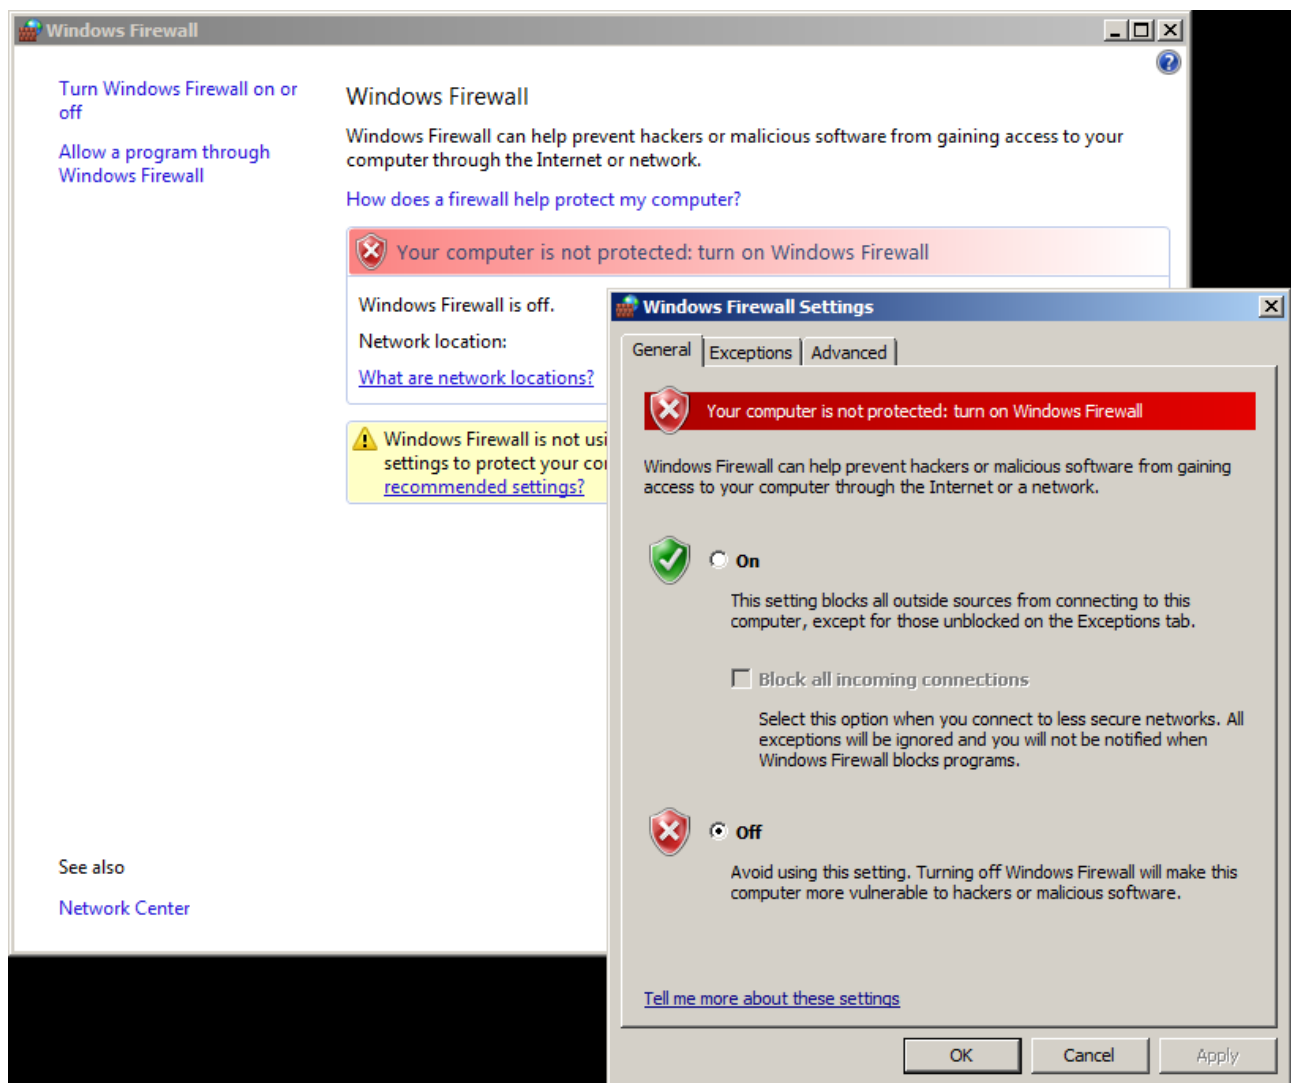 Windows Firewall
Turn Windows Firewall on or
off
Allow a program through
Windows Firewall
Windows Firewall
Windows Firewall can help prevent hackers or malicious software from gaining access to your
computer through the Internet or network.
How does a firewall help protect my computer?
Your computer is not protected: turn on Windows Firewall
Windows Firewall is off.
Network location:
What are network locations?
Windows Firewall is not usi
settings to protect your co
recommended settings?
See also
Network Center
Windows Firewall Settings
General
Exceptions
Advanced
Your computer is not protected: turn on Windows Firewall
Windows Firewall can help prevent hackers or malicious software from gaining
access to your computer through the Internet or a network.
On
This setting blocks all outside sources from connecting to this
computer, except for those unblocked on the Exceptions tab.
Block all incoming connections
Select this option when you connect to less secure networks. All
exceptions will be ignored and you will not be notified when
Windows Firewall blocks programs.
Off
Avoid using this setting. Turning off Windows Firewall will make this
computer more vulnerable to hackers or malicious software.
Tell me more about these settings
OK
Cancel
Apply